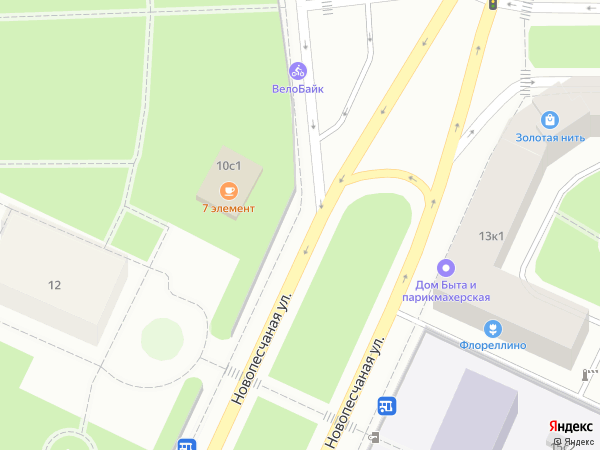 ВелоБайк
Золотая нить
10с1
7 элемент
13к1
12
Дом Быта и
парикмахерская
Новопесчаная ул.
Флореллино
Новопесчаная ул.
Яндекс
© Яндекс